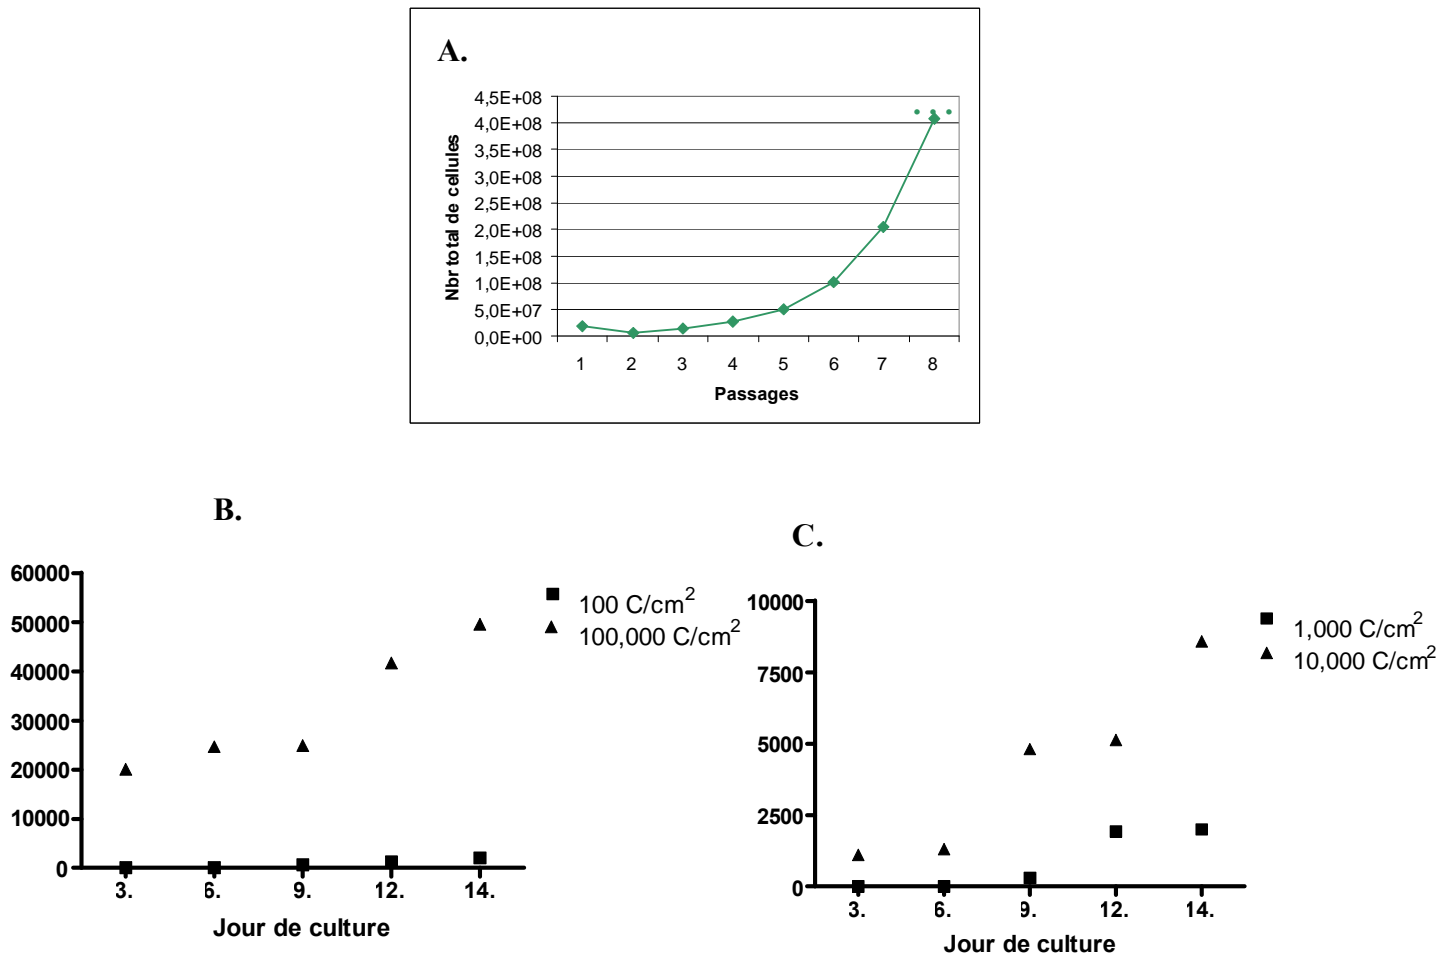 A.
4,5E+08
4,0E+08
3,5E+08
3,0E+08
2,5E+08
2,0E+08
1,5E+08
1,0E+08
5,0E+07
0,0E+00
Nbr total de cellules
1 2 3 4 5 6 7 8
Passages
B.
60000
50000
40000
30000
20000
10000
0
3. 6. 9. 12. 14.
Jour de culture
100 C/cm2
100,000 C/cm2
C.
10000
7500
5000
2500
0
3. 6. 9. 12. 14.
Jour de culture
1,000 C/cm2
10,000 C/cm2